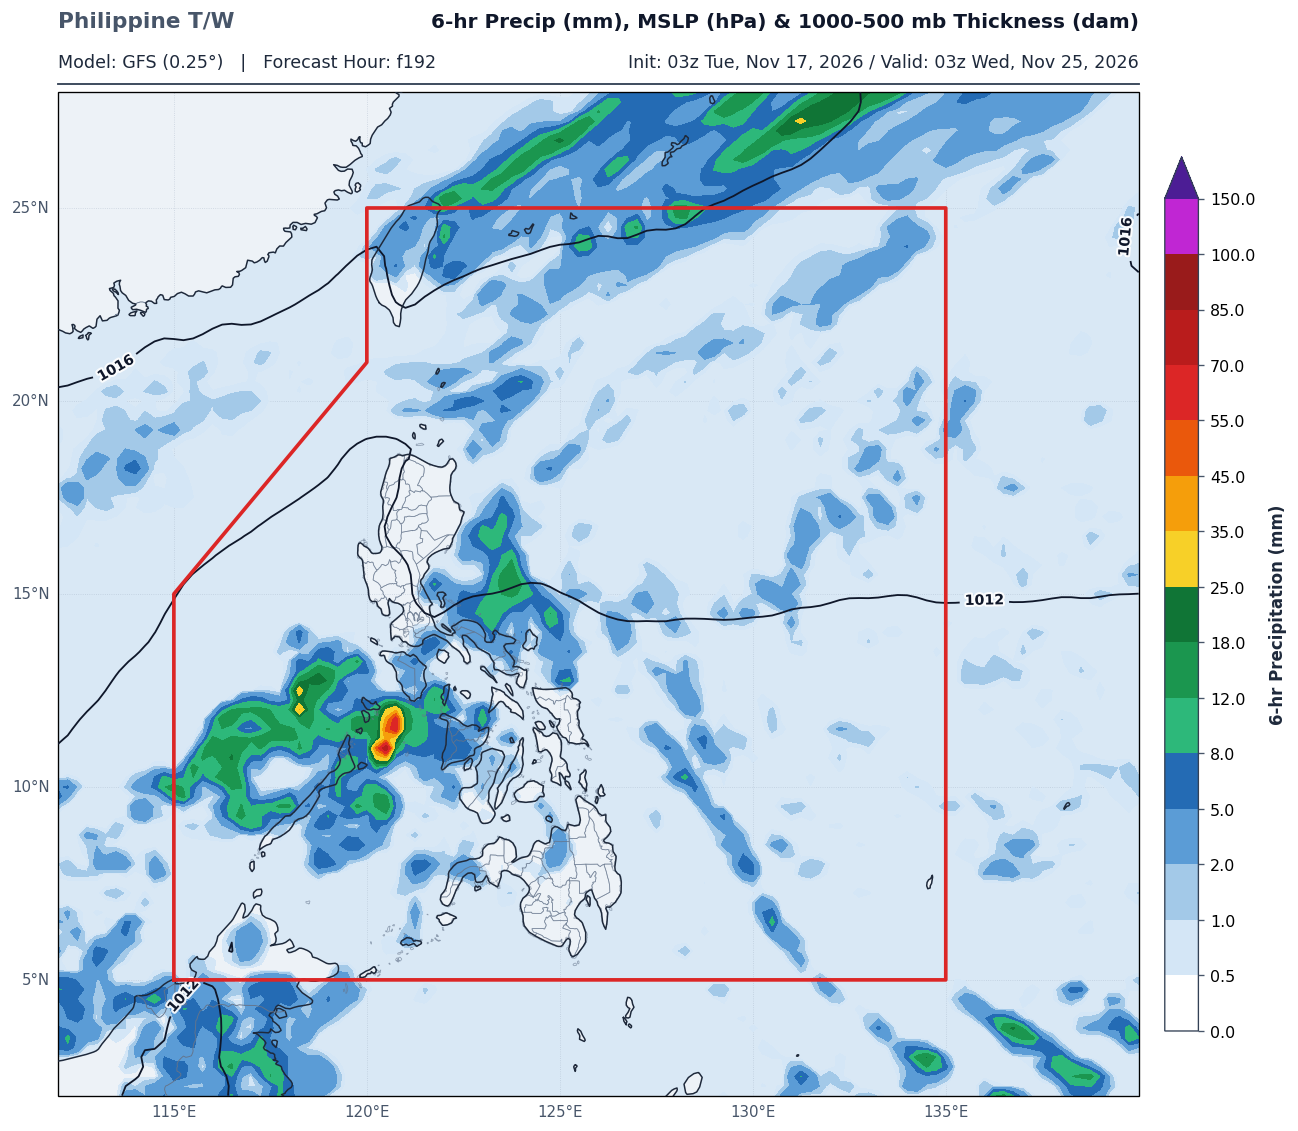 Philippine T/W
6-hr Precip (mm), MSLP (hPa) & 1000-500 mb Thickness (dam)
Model: GFS (0.25°) | Forecast Hour: f192
Init: 03z Tue, Nov 17, 2026 / Valid: 03z Wed, Nov 25, 2026
25°N
20°N
15°N
10°N
5°N
115°E
120°E
125°E
130°E
135°E
1016
1016
1012
1012
150.0
100.0
85.0
70.0
55.0
45.0
35.0
25.0
18.0
12.0
8.0
5.0
2.0
1.0
0.5
0.0
6-hr Precipitation (mm)